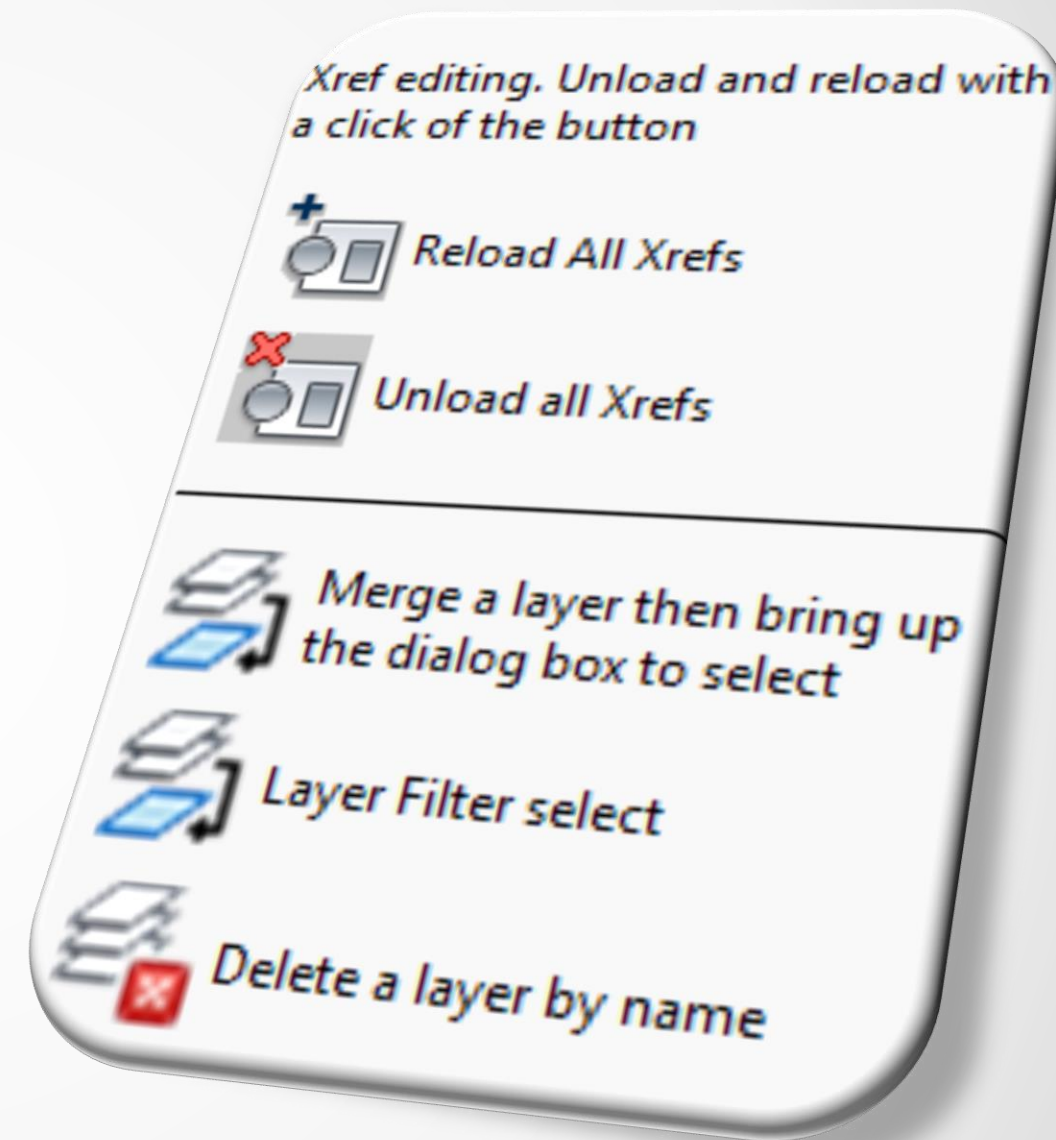 Xref editing. Unload and reload with
a click of the button
Reload All Xrefs
Unload all Xrefs
Merge a layer then bring up
the dialog box to select
Layer Filter select
Delete a layer by name